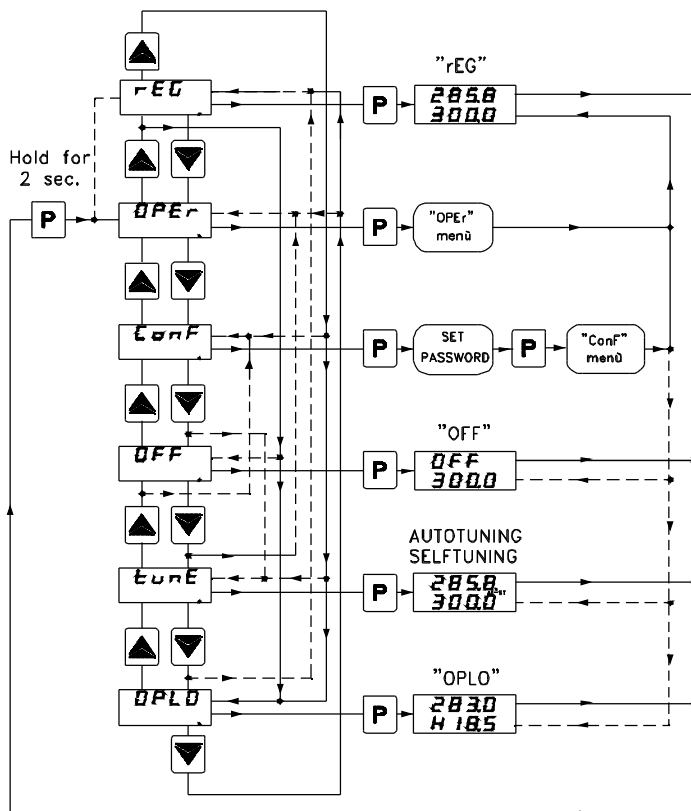 "rEG"
rEG
P
285.8
300.0
Hold for
2 sec.
P
OPEr
P
"OPEr"
menù
ConF
P
SET
PASSWORD
P
"ConF"
menù
"OFF"
OFF
P
OFF
300.0
AUTOTUNING
SELFTUNING
tunE
P
285.8
300.0
"OPLO"
OPLO
P
283.0
H 18.5